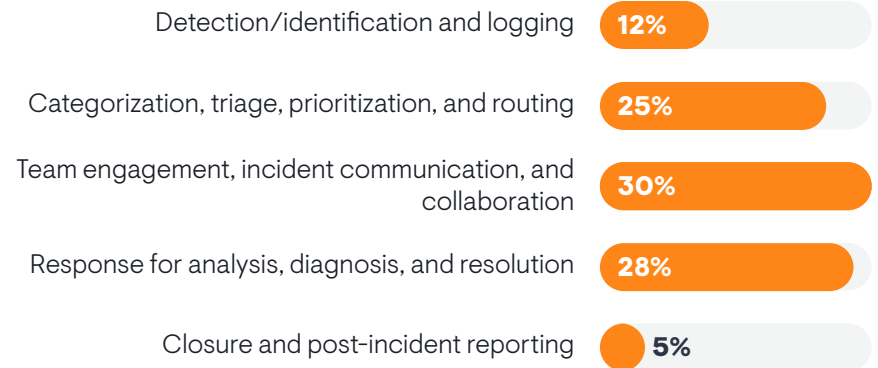 Detection/identification and logging 12%
Categorization, triage, prioritization, and routing 25%
Team engagement, incident communication, and
collaboration 30%
Response for analysis, diagnosis, and resolution 28%
Closure and post-incident reporting 5%